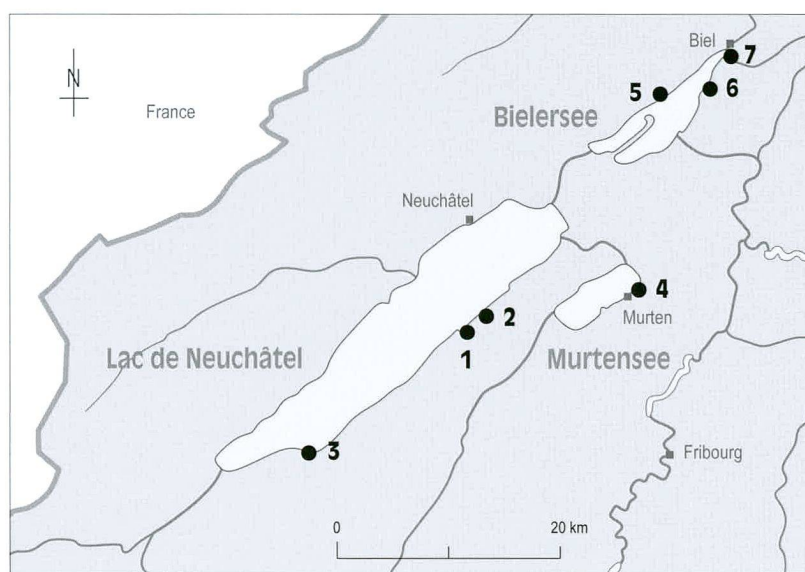 N
France
Biel
7
5
6
Bielersee
Neuchâtel
4
Murten
2
1
Lac de Neuchâtel
Murtensee
3
Fribourg
0
20 km